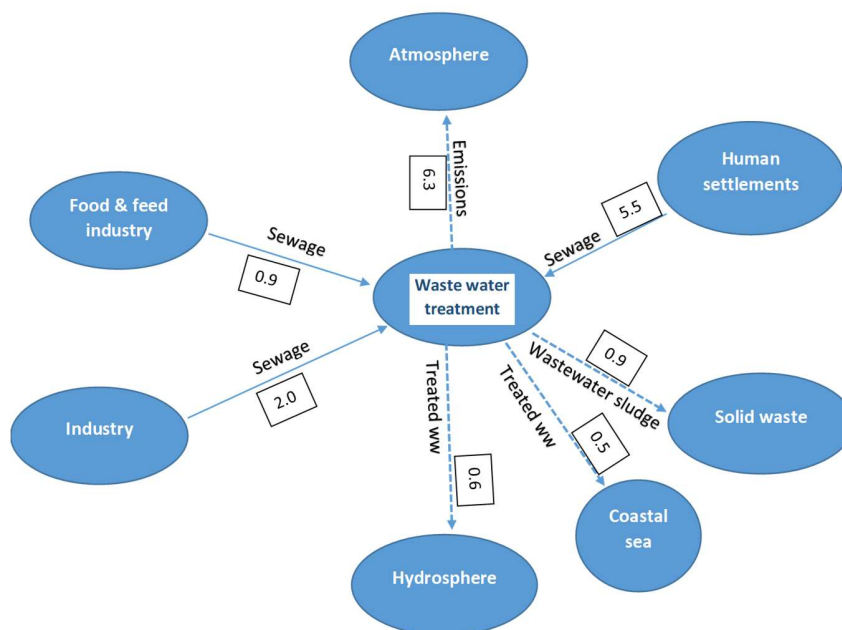 Atmosphere
Emissions
6.3
Human
settlements
5.5
Sewage
Food & feed
industry
Sewage
0.9
Waste water
treatment
Industry
Sewage
2.0
Wastewater sludge
0.9
Solid waste
Treated ww
0.5
Coastal
sea
Treated ww
0.6
Hydrosphere